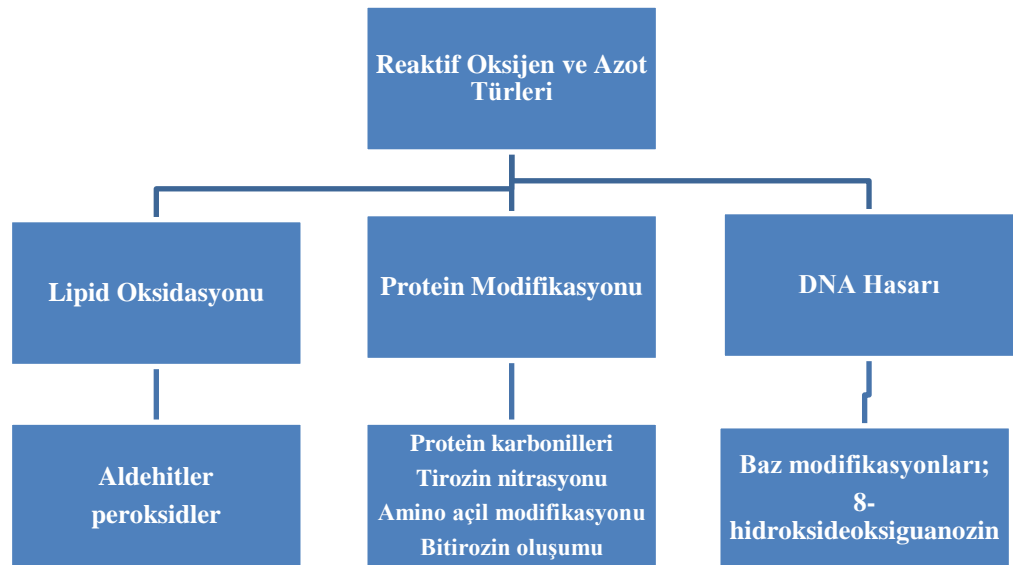 Reaktif Oksijen ve Azot
Türleri
Lipid Oksidasyonu
Protein Modifikasyonu
DNA Hasarı
Aldehitler
peroksidler
Protein karbonilleri
Tirozin nitrasyonu
Amino açil modifikasyonu
Bitirozin oluşumu
Baz modifikasyonları;
8-
hidroksideoksiguanozin